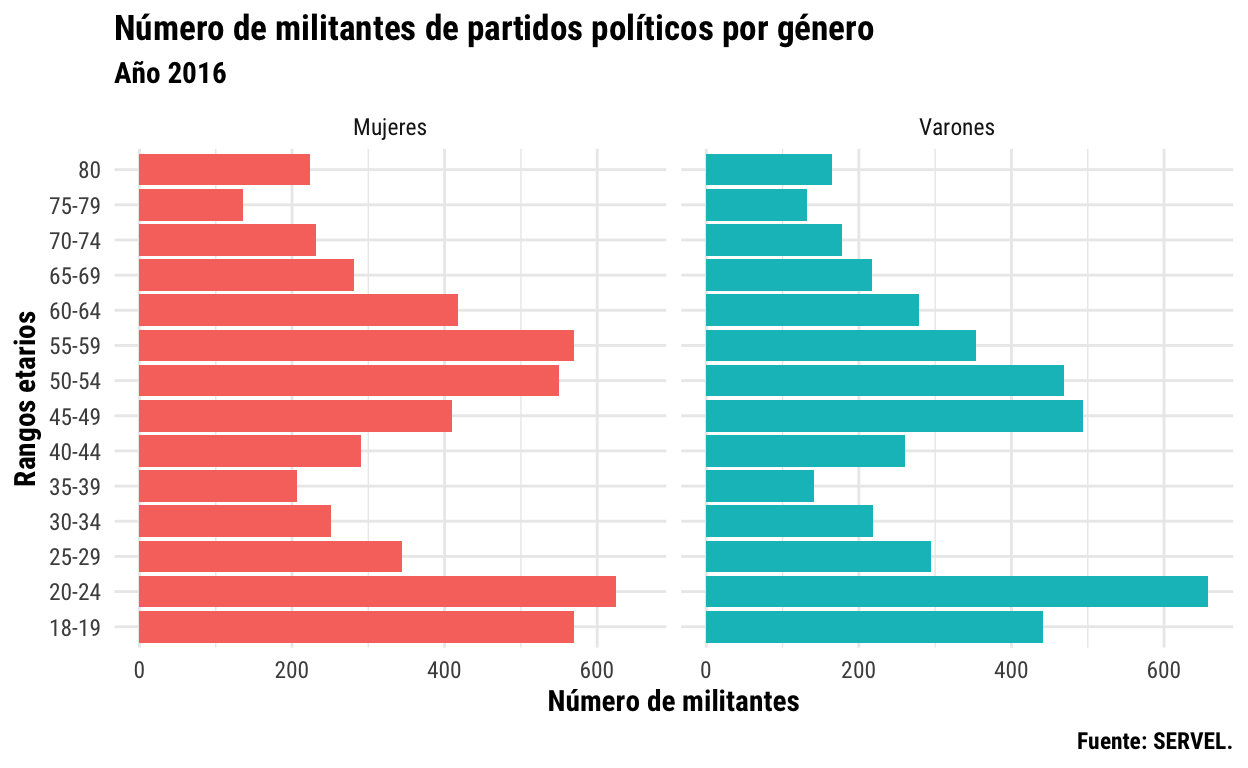 Número de militantes de partidos políticos por género
Año 2016
Mujeres
Varones
Rangos etarios
80
75-79
70-74
65-69
60-64
55-59
50-54
45-49
40-44
35-39
30-34
25-29
20-24
18-19
0 200 400 600
0 200 400 600
Número de militantes
Fuente: SERVEL.